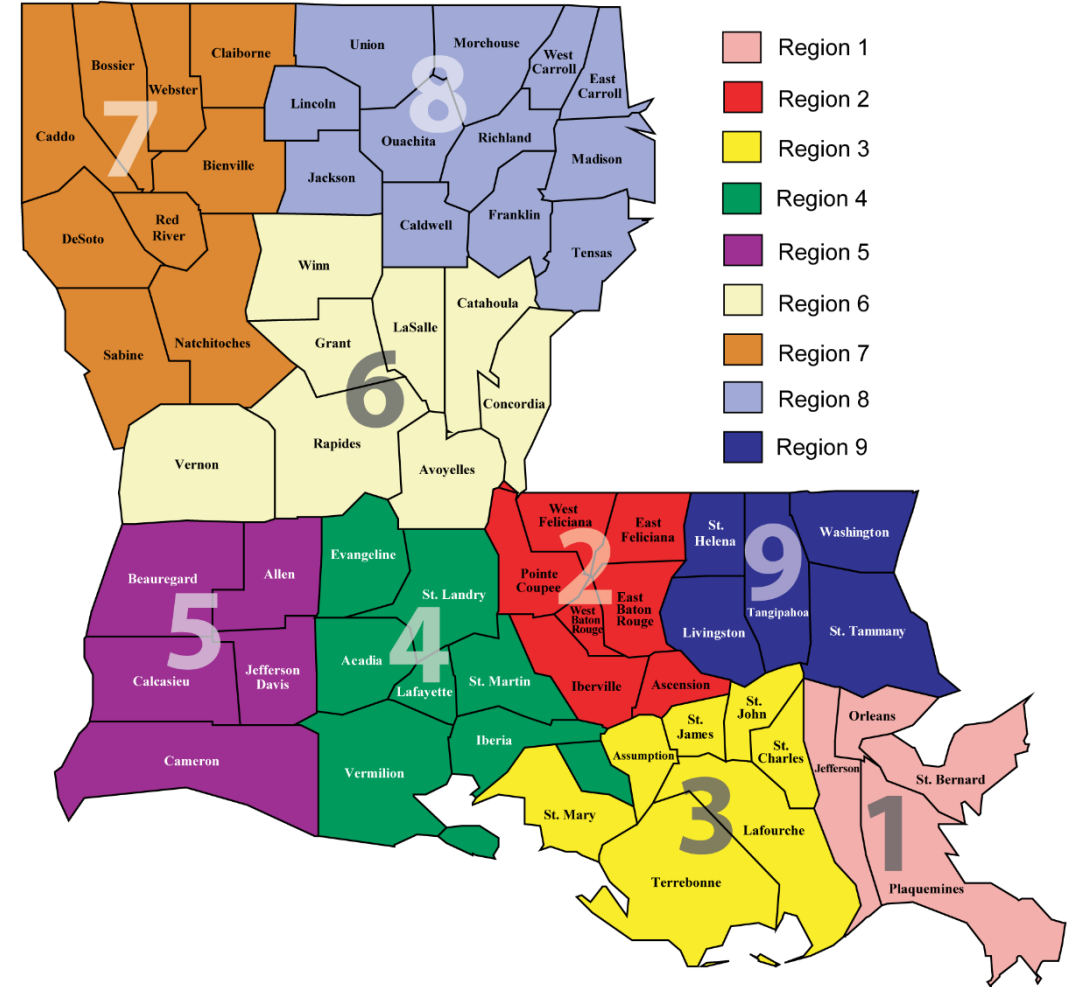 Union
Morehouse
West
Carroll
East
Carroll
Claiborne
Bossier
Webster
Lincoln
8
Caddo
7
Ouachita
Richland
Madison
Bienville
Jackson
Red
River
DeSoto
Caldwell
Franklin
Tensas
Winn
Catahoula
LaSalle
Grant
Natchitoches
Sabine
6
Concordia
Rapides
Avoyelles
Vernon
West
Feliciana
East
Feliciana
St.
Helena
9
Washington
Evangeline
Beauregard
Allen
Pointe
Coupee
2
St. Landry
West
Baton
Rouge
East
Baton
Rouge
Tangipahoa
Livingston
St. Tammany
5
4
Acadia
Calcasieu
Jefferson
Davis
Lafayette
St. Martin
Iberville
Ascension
St.
John
St.
James
Orleans
Iberia
Assumption
St.
Charles
Jefferson
Cameron
Vermilion
St. Bernard
St. Mary
3
Lafourche
1
Terrebonne
Plaquemines
Region 1
Region 2
Region 3
Region 4
Region 5
Region 6
Region 7
Region 8
Region 9